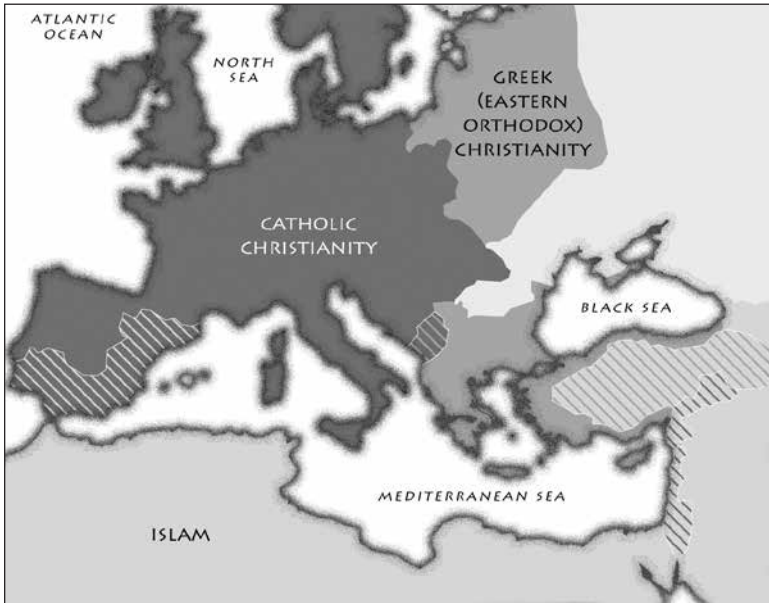 ATLANTIC
OCEAN
NORTH
SEA
GREEK
(EASTERN
ORTHODOX)
CHRISTIANITY
CATHOLIC
CHRISTIANITY
BLACK SEA
MEDITERRANEAN SEA
ISLAM